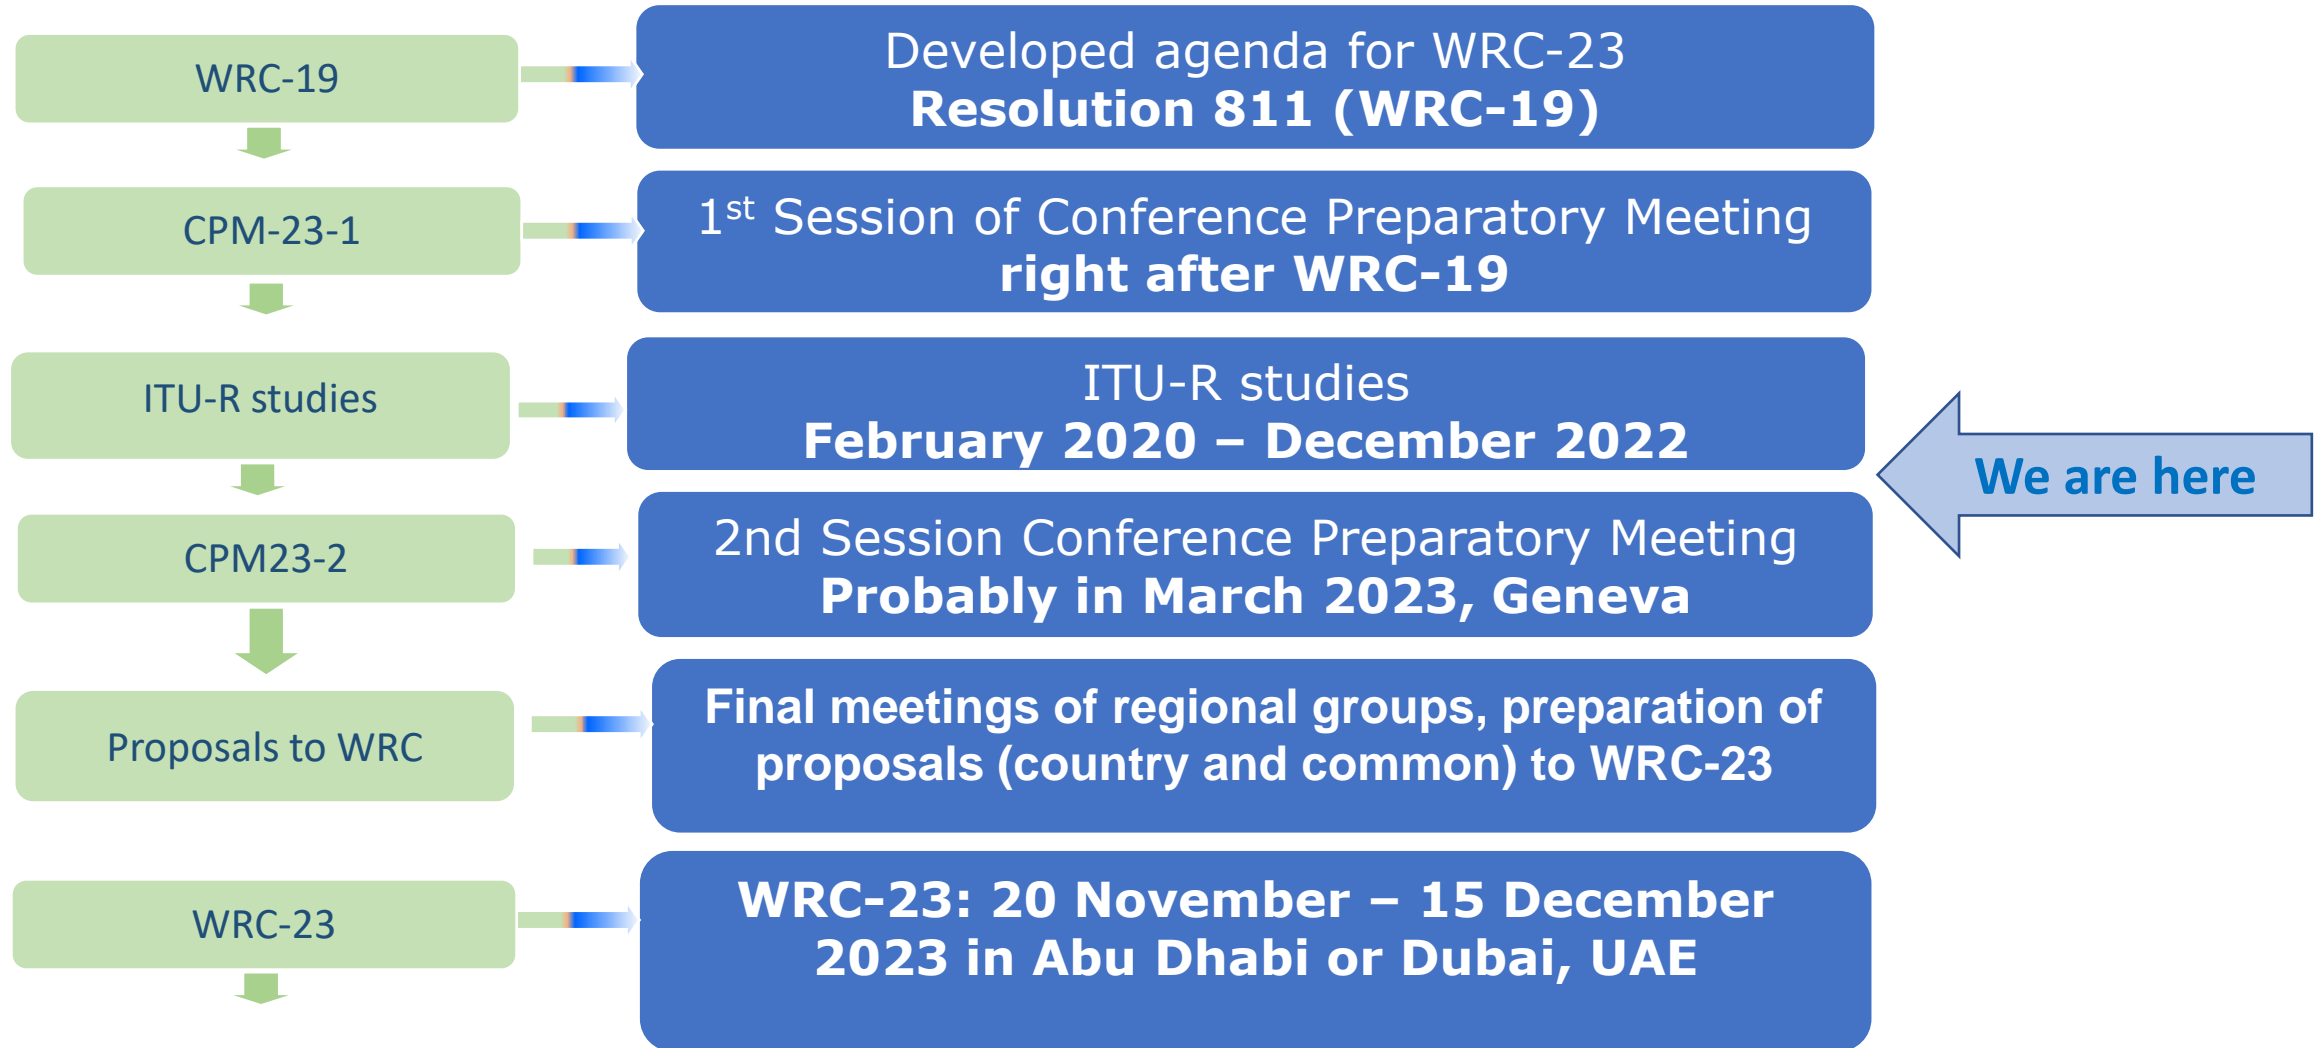 WRC-19
Developed agenda for WRC-23
Resolution 811 (WRC-19)
CPM-23-1
1st Session of Conference Preparatory Meeting
right after WRC-19
ITU-R studies
ITU-R studies
February 2020 – December 2022
We are here
CPM23-2
2nd Session Conference Preparatory Meeting
Probably in March 2023, Geneva
Proposals to WRC
Final meetings of regional groups, preparation of
proposals (country and common) to WRC-23
WRC-23
WRC-23: 20 November – 15 December
2023 in Abu Dhabi or Dubai, UAE